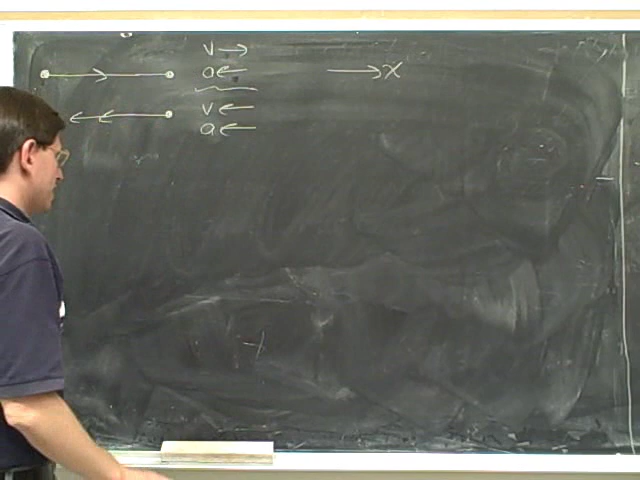 v →
a ←
→ x
v ←
a ←